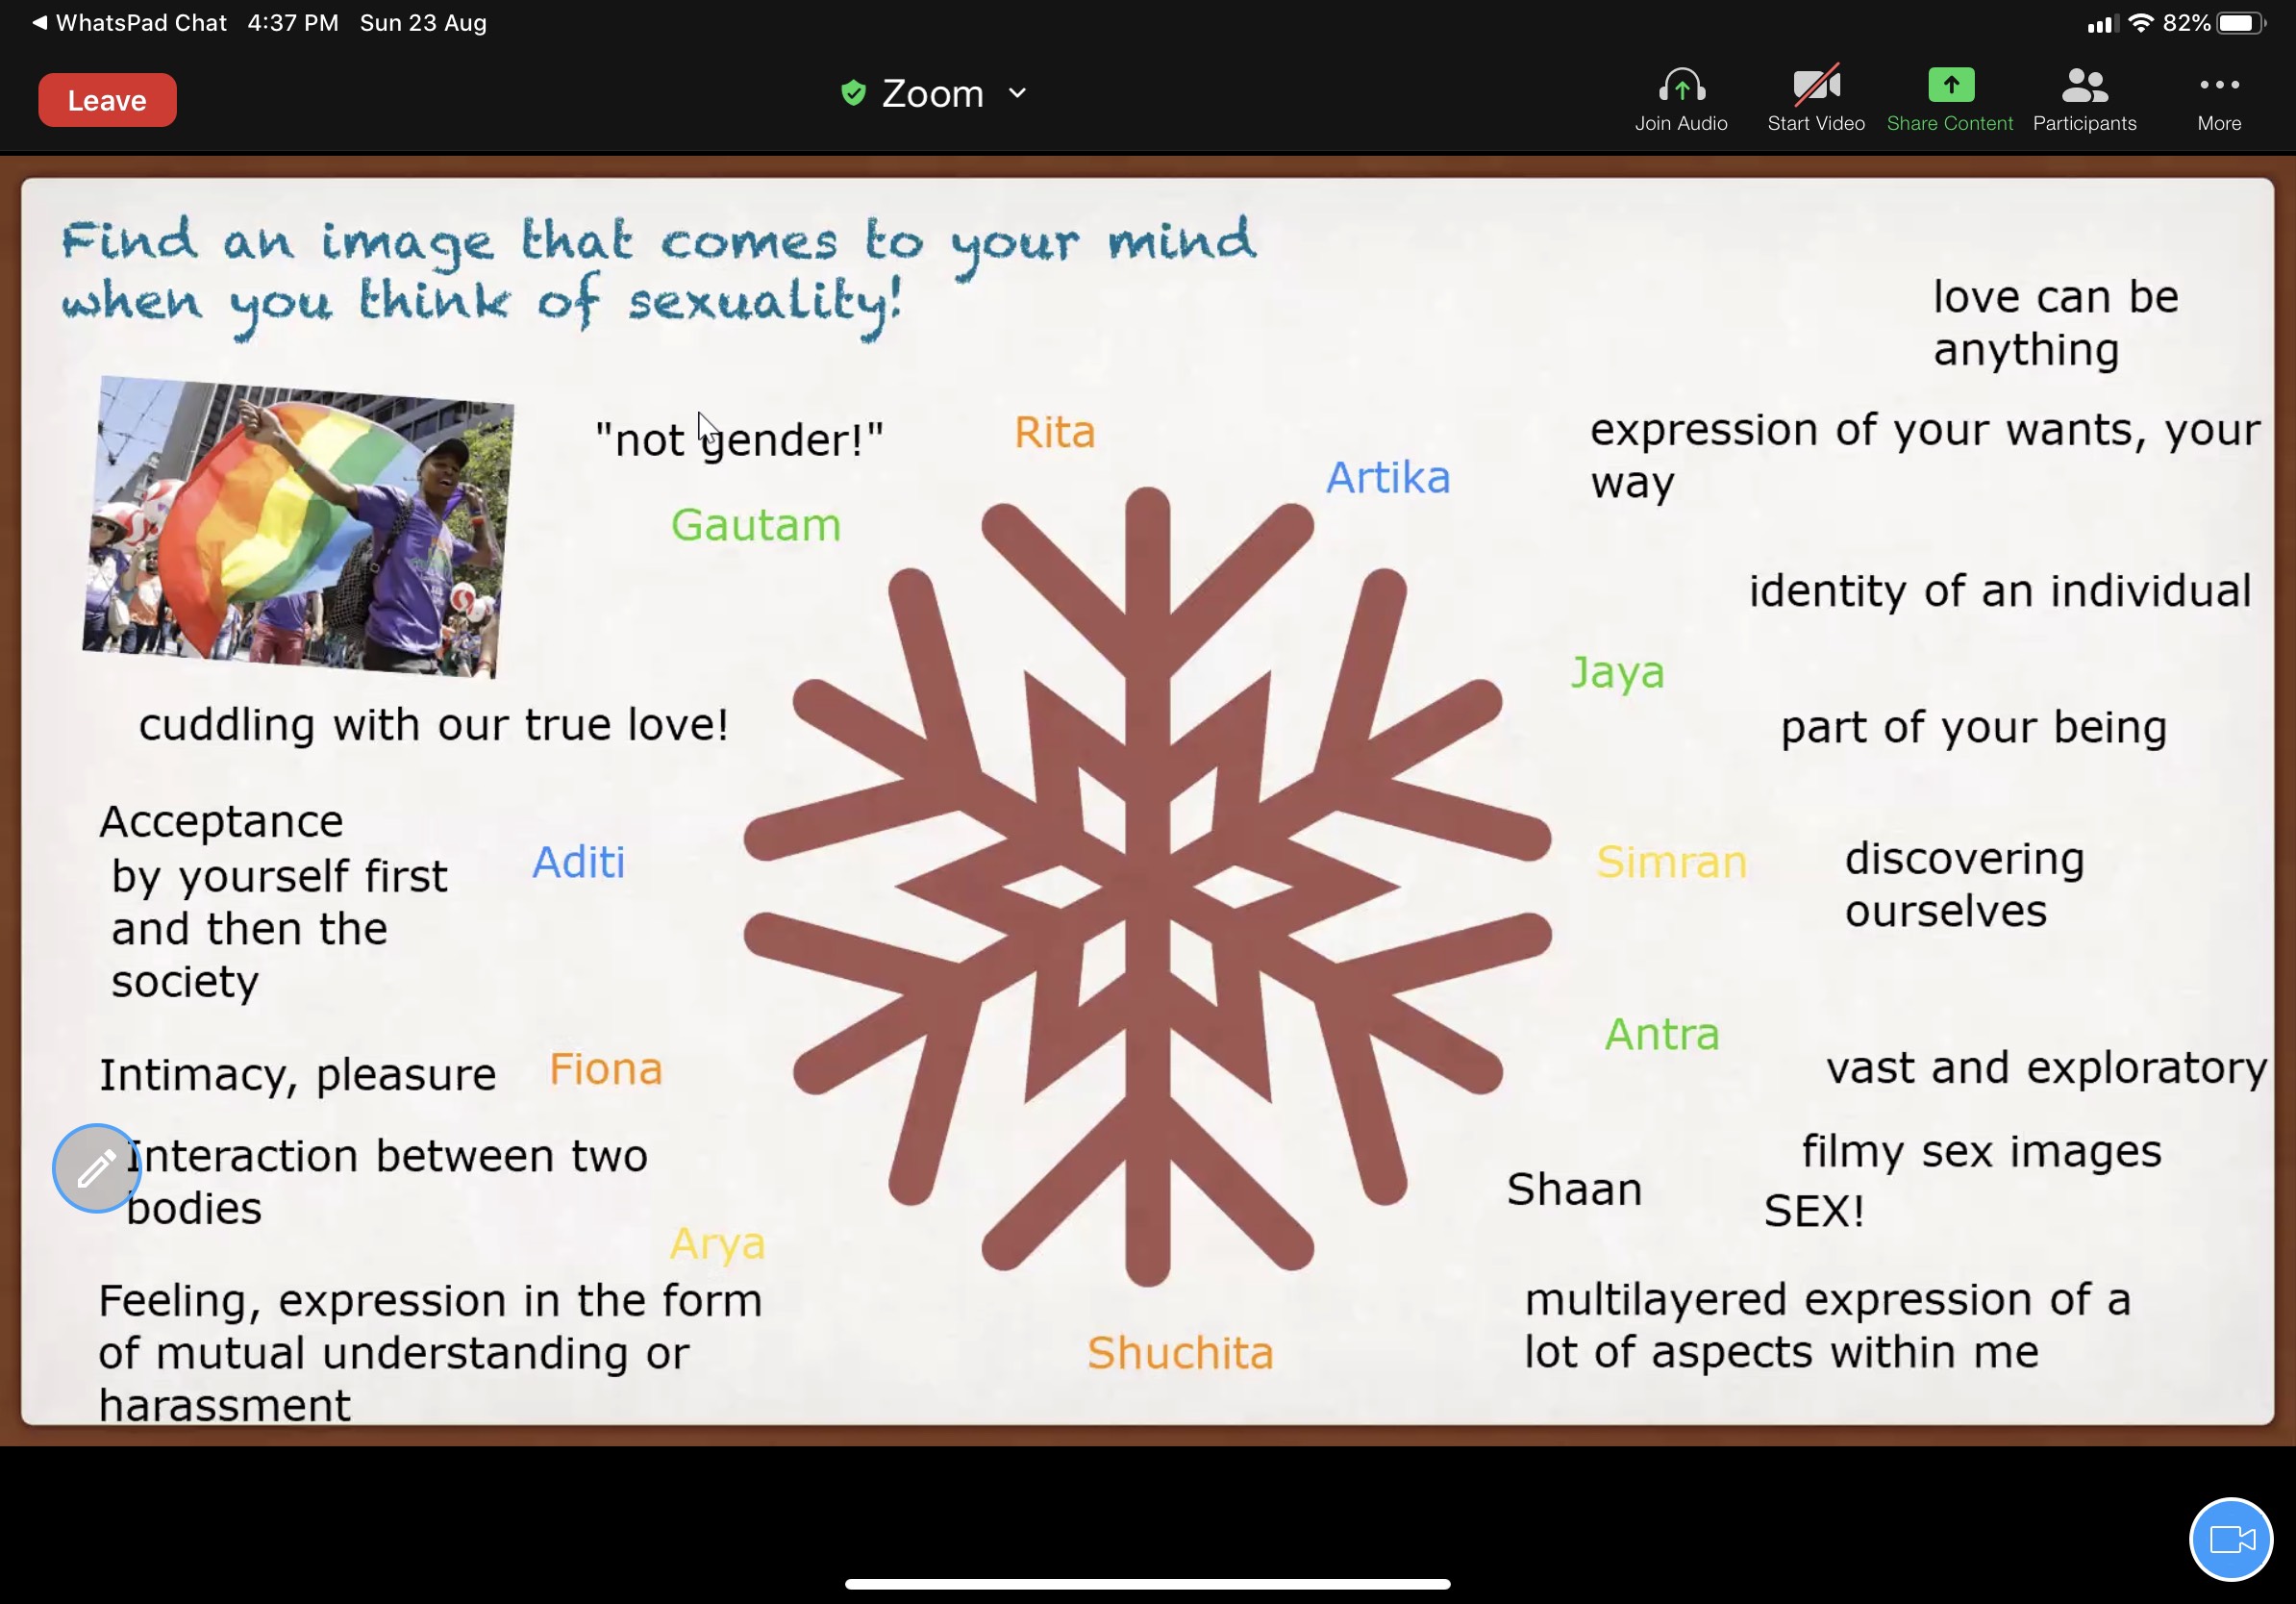 WhatsPad Chat 4:37 PM Sun 23 Aug 82%
Leave
Zoom
Join Audio
Start Video
Share Content
Participants
More
Find an image that comes to your mind
when you think of sexuality!
love can be
anything
"not gender!"
Rita
Artika
expression of your wants, your
way
Gautam
identity of an individual
Jaya
cuddling with our true love!
part of your being
Acceptance
by yourself first
and then the
society
Aditi
Simran
discovering
ourselves
Antra
Intimacy, pleasure
Fiona
vast and exploratory
Interaction between two
bodies
filmy sex images
Shaan
SEX!
Arya
Feeling, expression in the form
of mutual understanding or
harassment
Shuchita
multilayered expression of a
lot of aspects within me